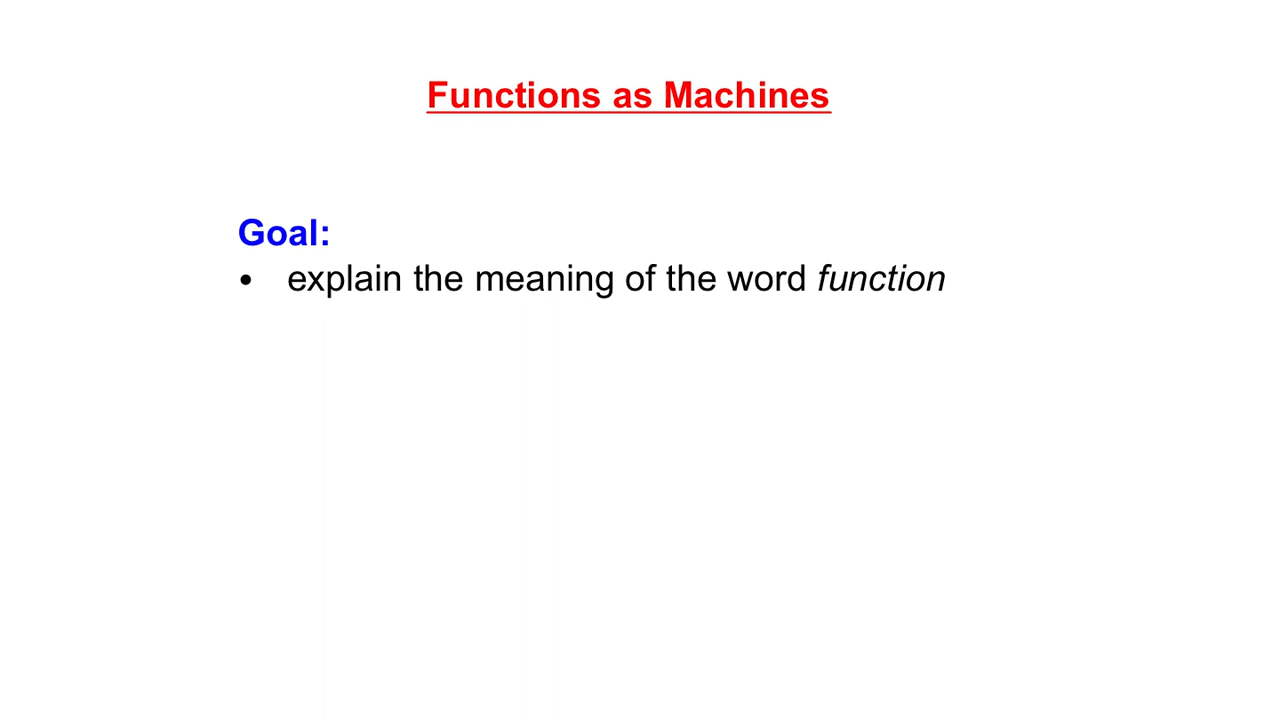 Functions as Machines
Goal:
• explain the meaning of the word function